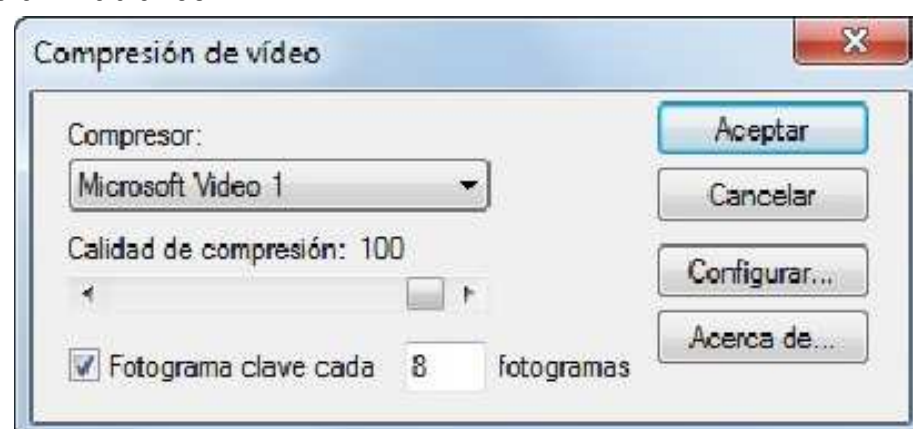 Compresión de vídeo
Compresor:
Microsoft Video 1
Calidad de compresión: 100
Fotograma clave cada 8 fotogramas
Aceptar
Cancelar
Configurar...
Acerca de...